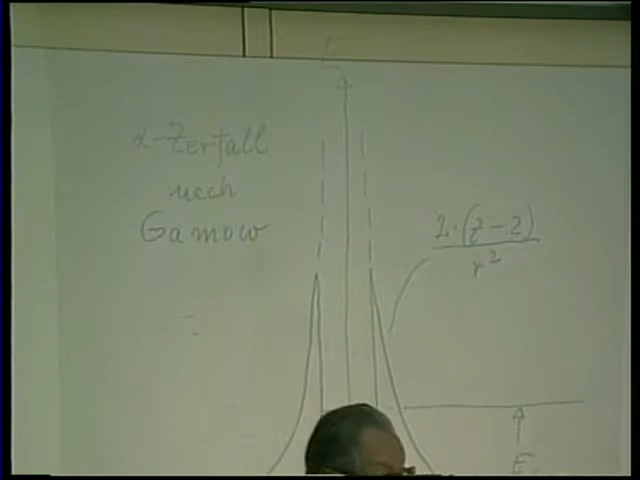 E
α-Zerfall
nach
Gamow
2·(z-2)
r²
E